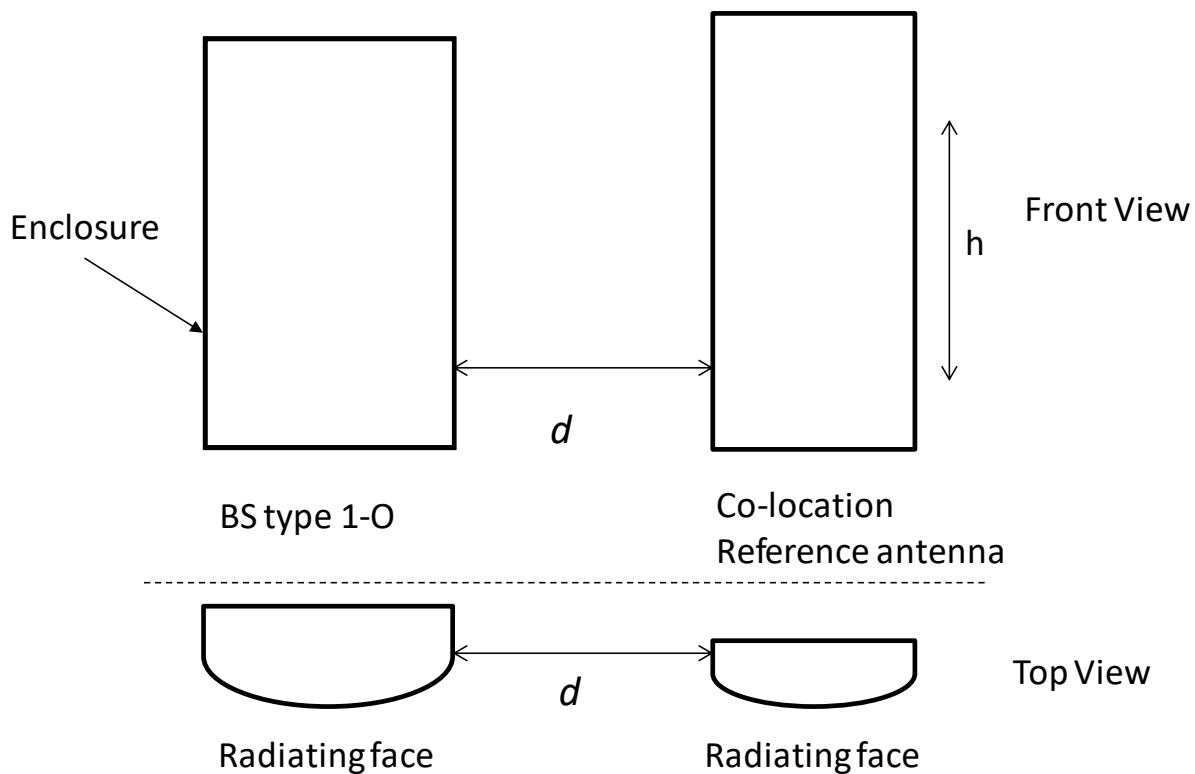 Enclosure
Front View
h
d
BS type 1-O
Co-location
Reference antenna
d
Top View
Radiating face
Radiating face